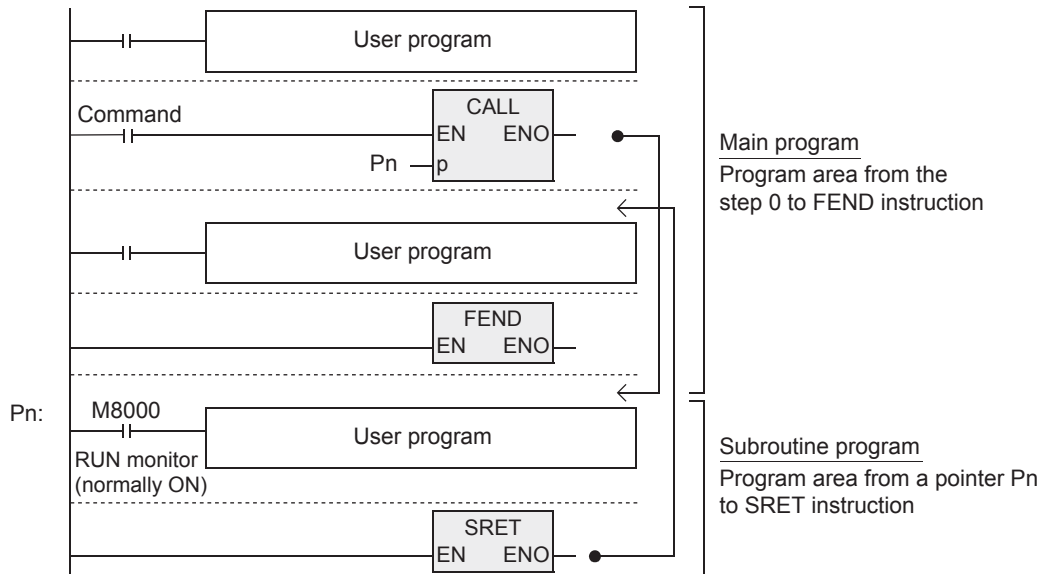 User program
Command
CALL
EN ENO
Pn p
Main program
Program area from the
step 0 to FEND instruction
User program
FEND
EN ENO
Pn:
M8000
User program
RUN monitor
(normally ON)
Subroutine program
Program area from a pointer Pn
to SRET instruction
SRET
EN ENO